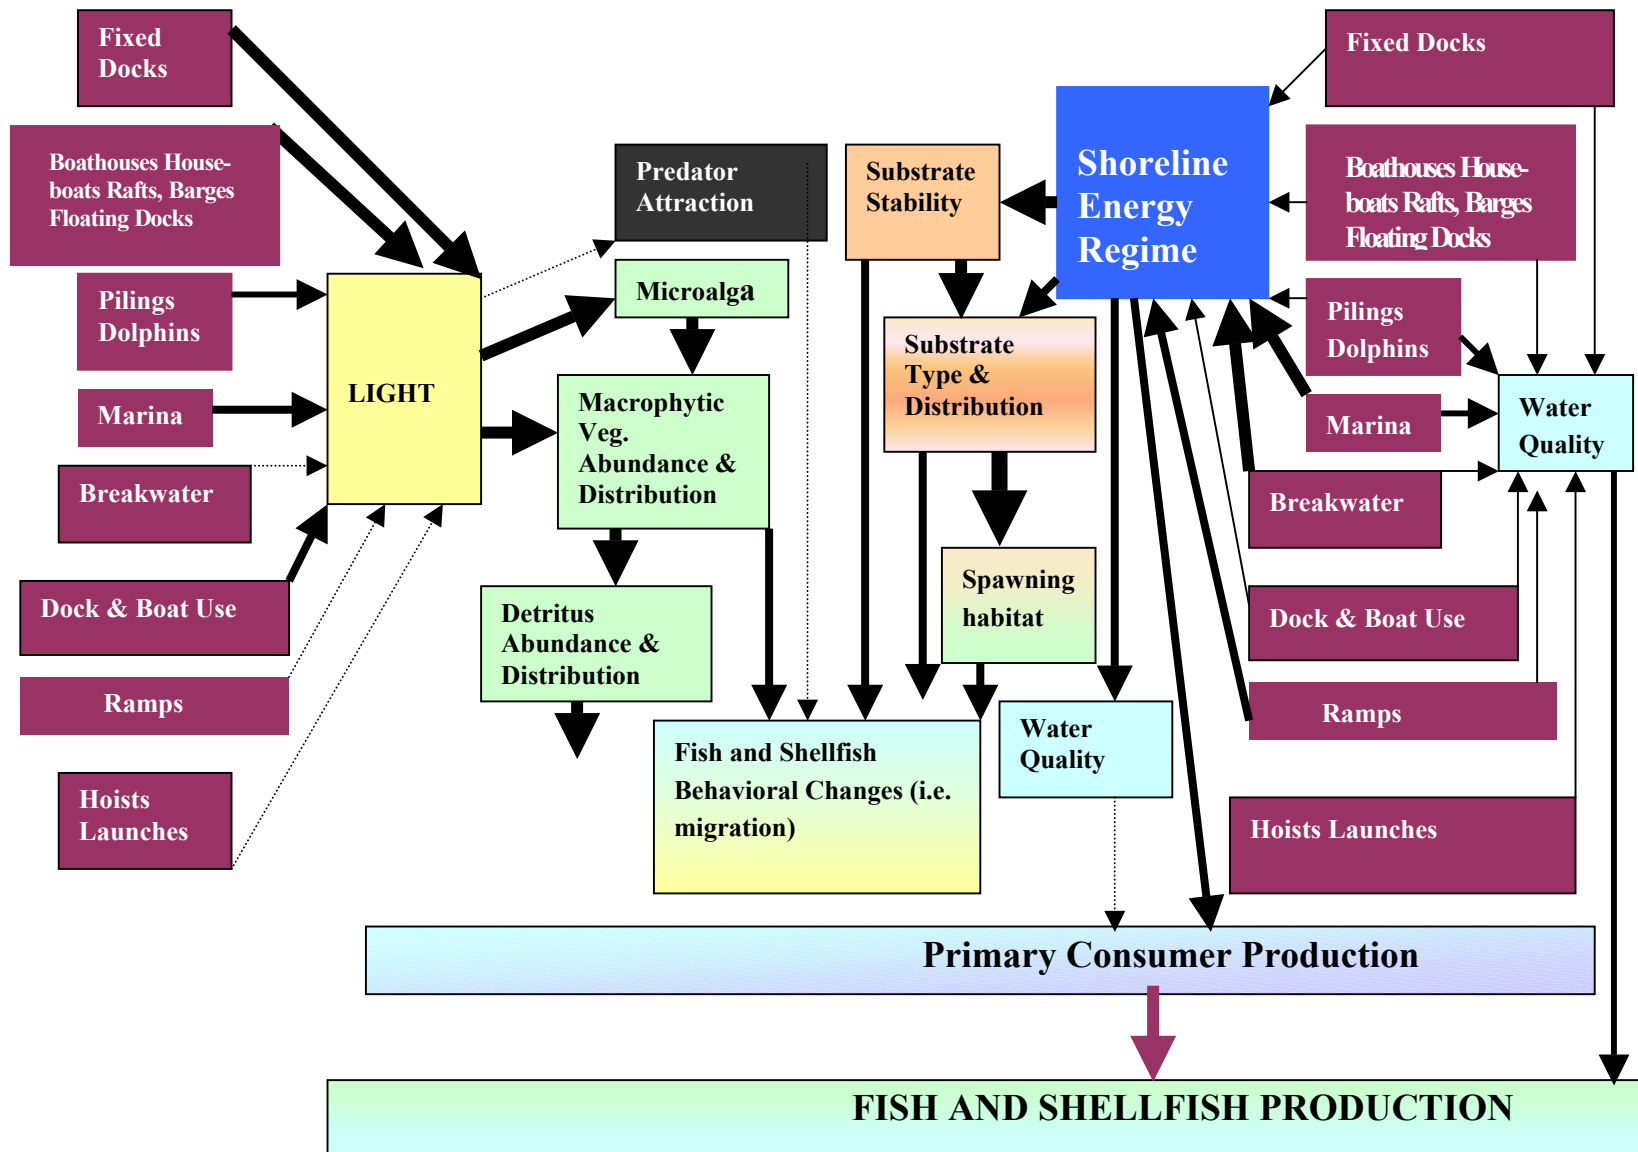 Fixed
Docks
Boathouses House-
boats Rafts, Barges
Floating Docks
Pilings
Dolphins
Marina
Breakwater
Dock & Boat Use
Ramps
Hoists
Launches
LIGHT
Predator
Attraction
Microalga
Macrophytic
Veg.
Abundance &
Distribution
Detritus
Abundance &
Distribution
Substrate
Stability
Substrate
Type &
Distribution
Spawning
habitat
Fish and Shellfish
Behavioral Changes (i.e.
migration)
Water
Quality
Shoreline
Energy
Regime
Fixed Docks
Boathouses House-
boats Rafts, Barges
Floating Docks
Pilings
Dolphins
Marina
Water
Quality
Breakwater
Dock & Boat Use
Ramps
Hoists Launches
Primary Consumer Production
FISH AND SHELLFISH PRODUCTION